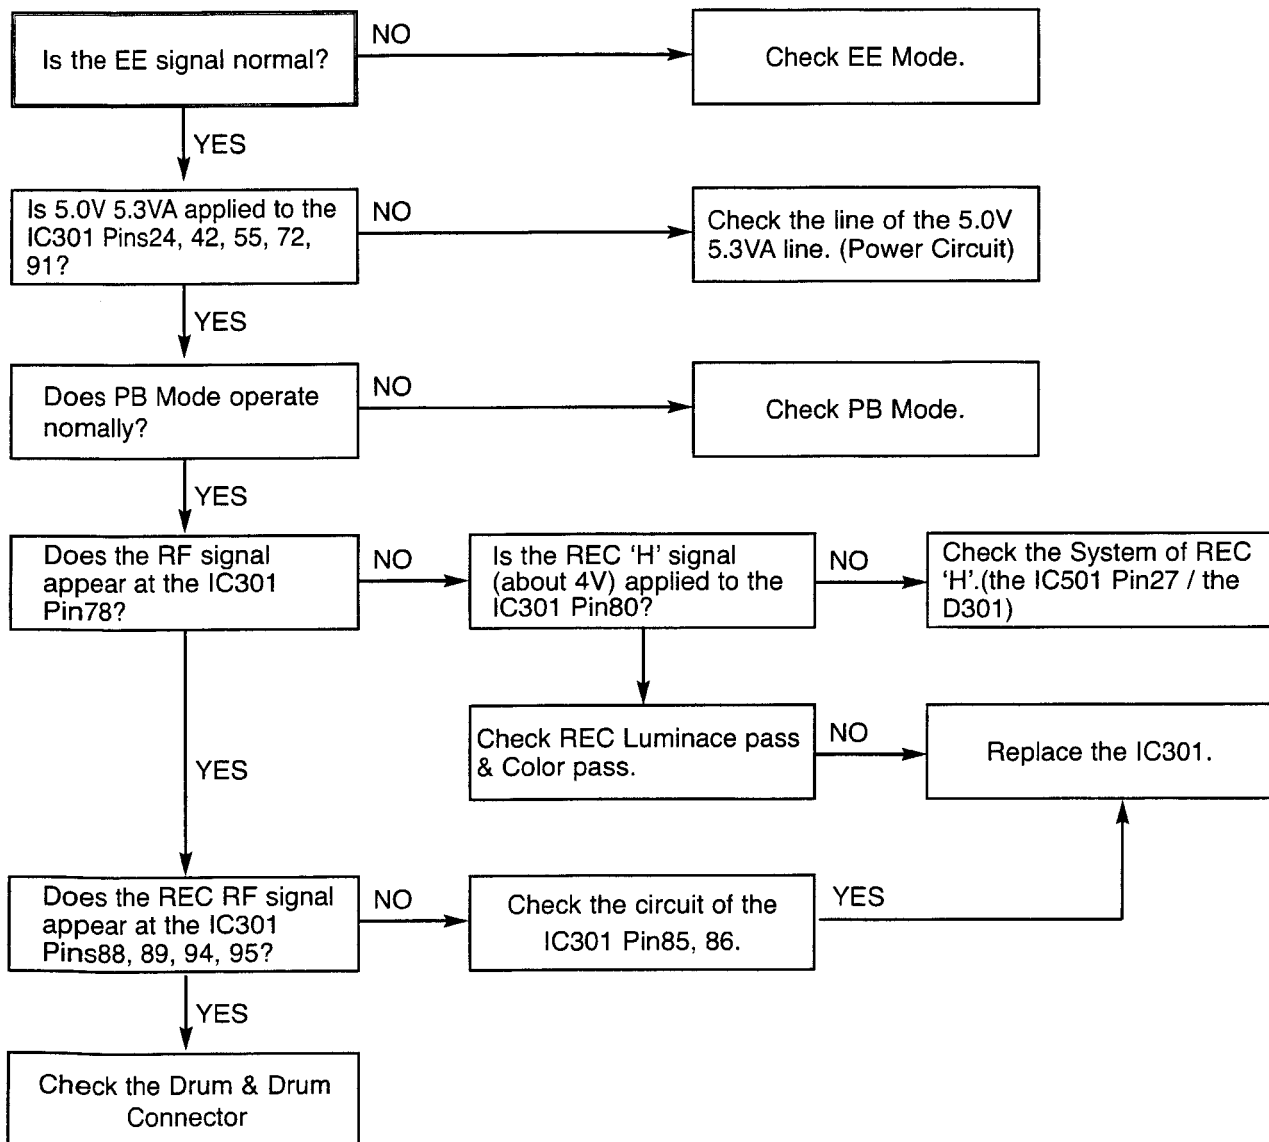 Is the EE signal normal?
NO
Check EE Mode.
YES
Is 5.0V 5.3VA applied to the
IC301 Pins24, 42, 55, 72,
91?
NO
Check the line of the 5.0V
5.3VA line. (Power Circuit)
YES
Does PB Mode operate
nomally?
NO
Check PB Mode.
YES
Does the RF signal
appear at the IC301
Pin78?
NO
Is the REC ‘H’ signal
(about 4V) applied to the
IC301 Pin80?
NO
Check the System of REC
‘H’.(the IC501 Pin27 / the
D301)
YES
Check REC Luminace pass
& Color pass.
NO
Replace the IC301.
Does the REC RF signal
appear at the IC301
Pins88, 89, 94, 95?
NO
Check the circuit of the
IC301 Pin85, 86.
YES
YES
Check the Drum & Drum
Connector